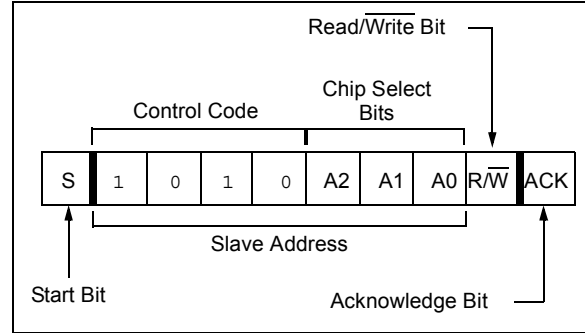 Read/Write Bit
Chip Select
Bits
Control Code
S 1 0 1 0 A2 A1 A0 R/W ACK
Slave Address
Start Bit
Acknowledge Bit